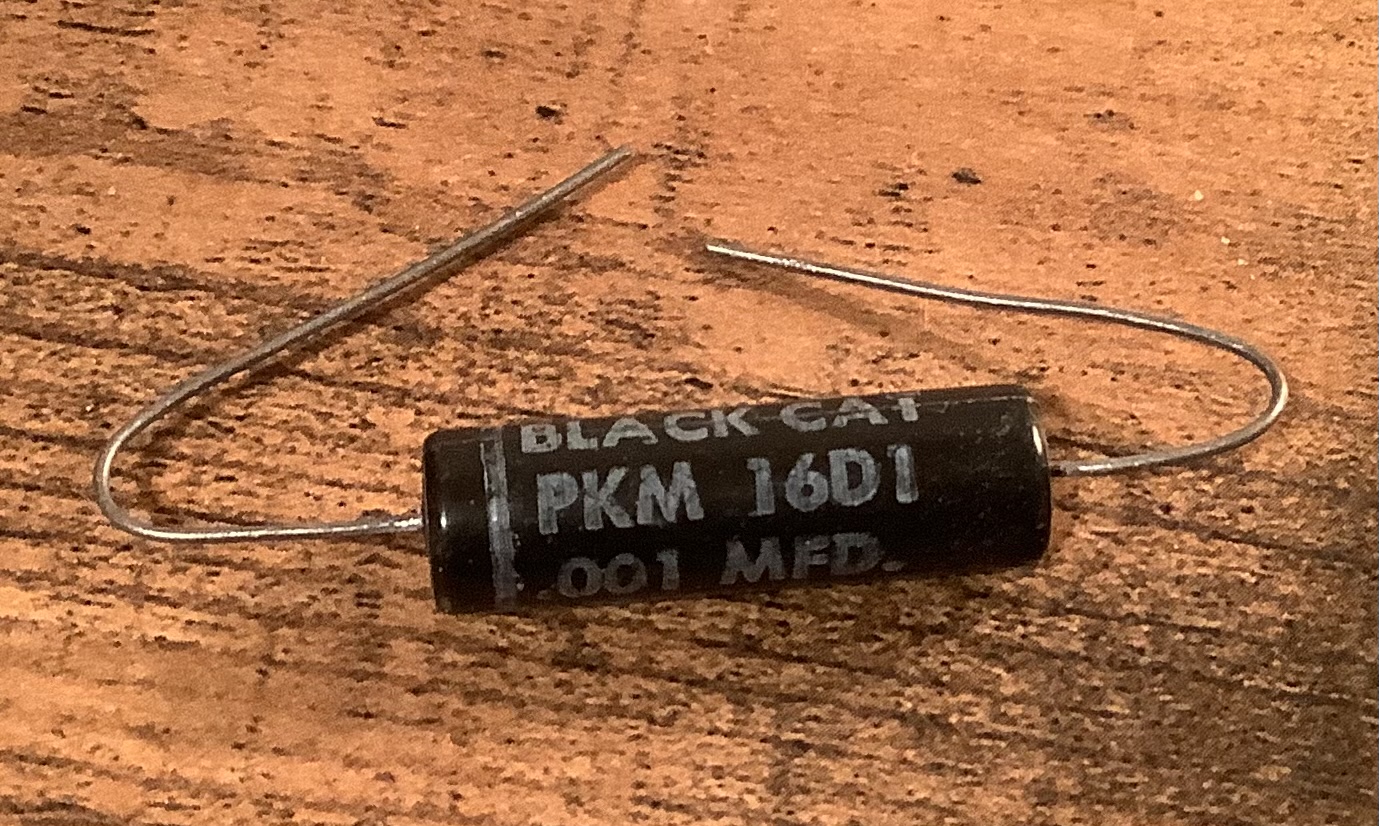 BLACK CAT
PKM 16D1
.001 MFD.